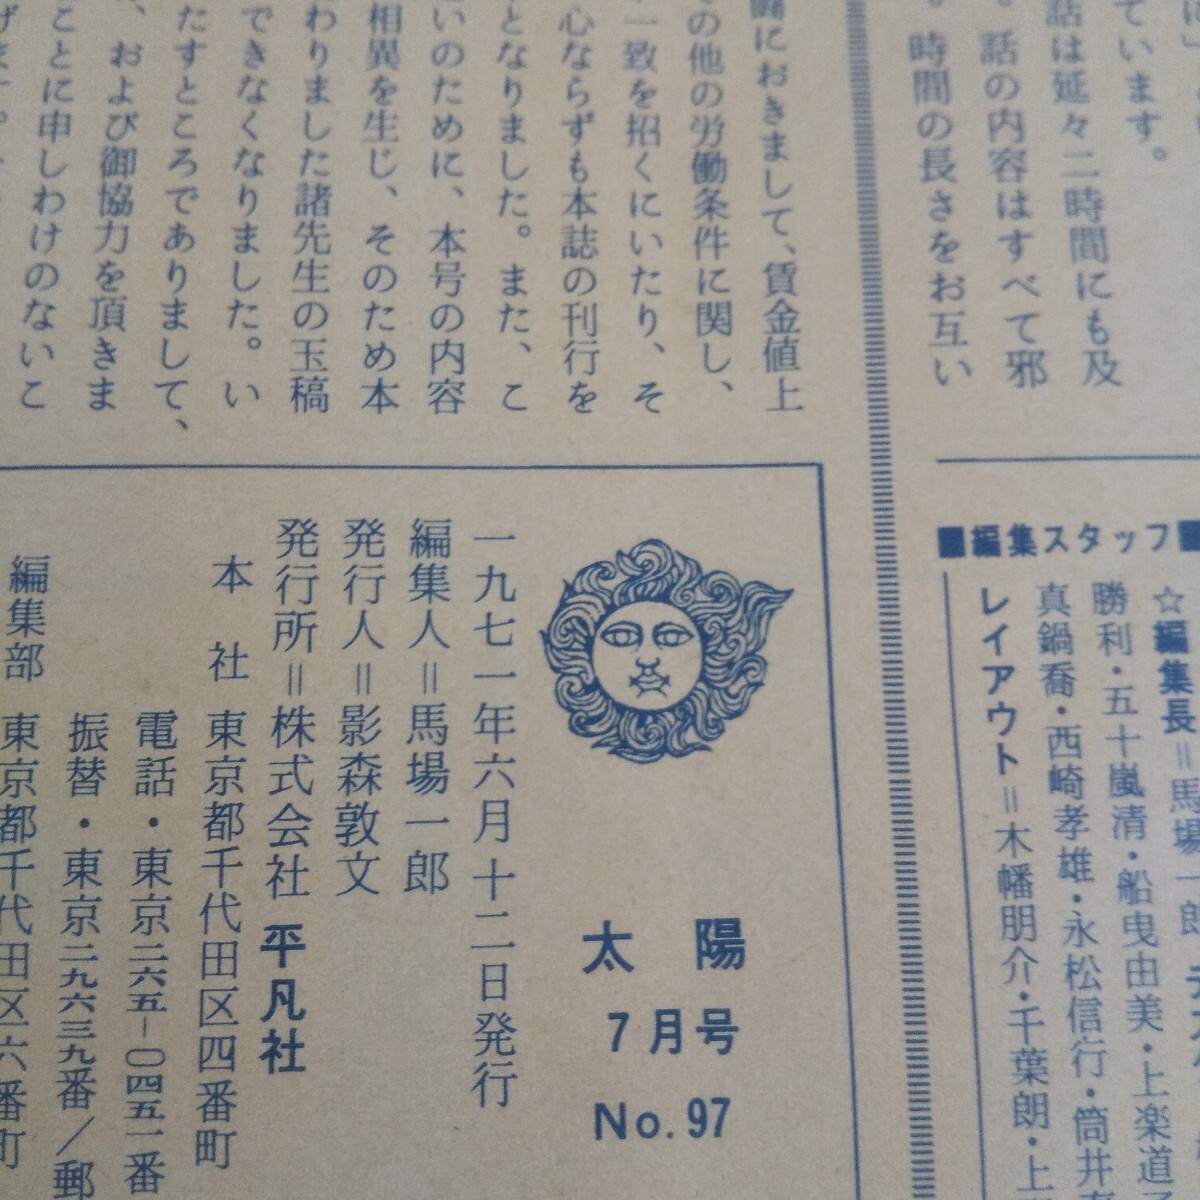 ています。
話は延々二時間にも及
。話の内容はすべて邪
。時間の長さをお互い
闘におきまして、賃金値上
その他の労働条件に関し、
一致を招くにいたり、そ
心ならずも本誌の刊行を
となりました。また、こ
いのために、本号の内容
相異を生じ、そのため本
わりました諸先生の玉稿
できなくなりました。い
たすところでありまして、
、および御協力を頂きま
ことに申しわけのないこ
げます。
■編集スタッフ■
☆編集長=馬場一郎
勝利・五十嵐清・船曳由美・上楽道
真鍋喬・西崎孝雄・永松信行・筒井
レイアウト=木幡朋介・千葉朗・上
太陽
7月号
No. 97
一九七一年六月十二日発行
編集人=馬場一郎
発行人=影森敦文
発行所=株式会社 平凡社
本社 東京都千代田区四番町
電話・東京二六五-〇四五一番
振替・東京二九六三九番/郵
編集部 東京都千代田区六番町